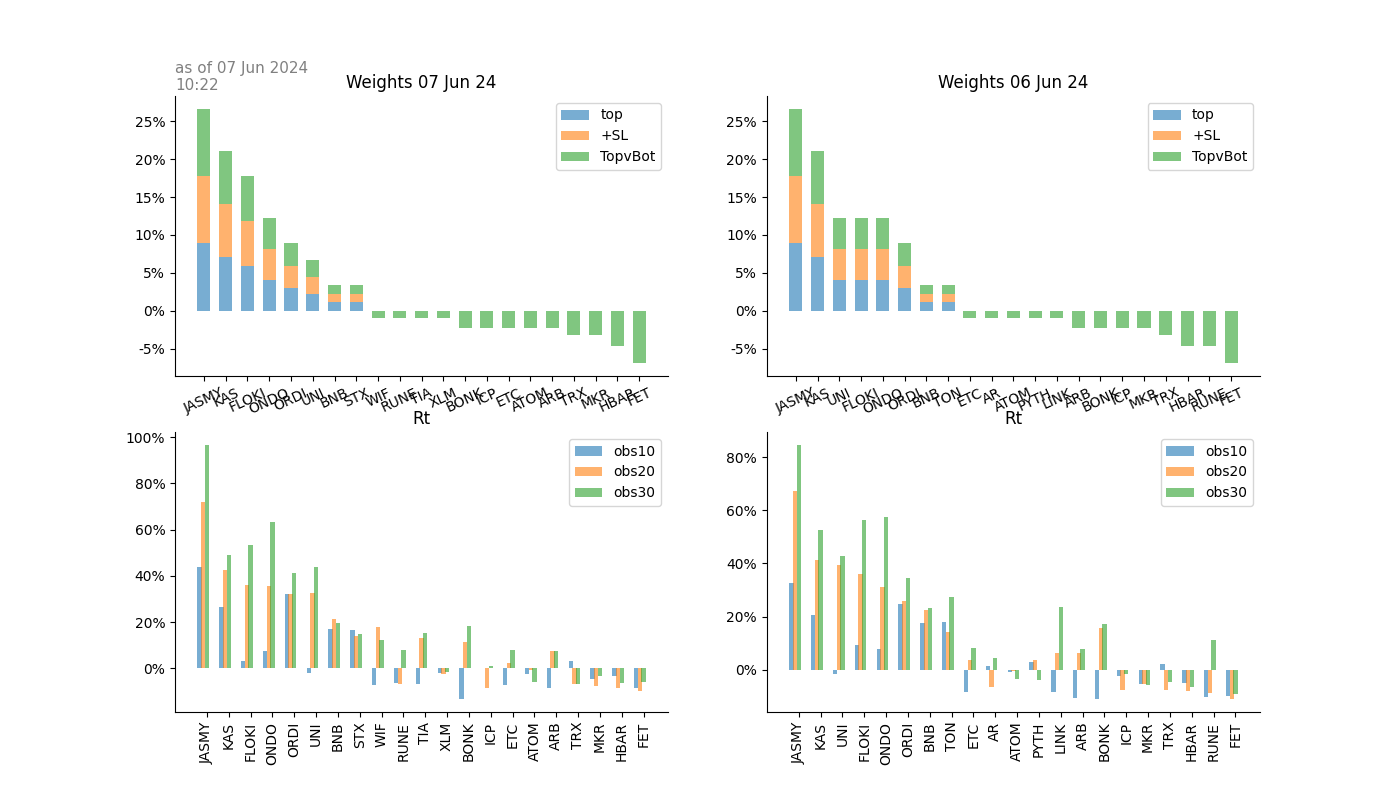 as of 07 Jun 2024
10:22
Weights 07 Jun 24
25%
20%
15%
10%
5%
0%
-5%
top
+SL
TopvBot
JASMY KAS FLOKI ONDO ORDI UNI BNB STX WIF RUNE TIA XLM BONK ICP ETC ATOM ARB TRX MKR HBAR FET
Weights 06 Jun 24
25%
20%
15%
10%
5%
0%
-5%
top
+SL
TopvBot
JASMY KAS UNI FLOKI ONDO ORDI BNB TON ETC AR ATOM PYTH LINK ARB BONK ICP MKR TRX HBAR RUNE FET
Rt
100%
80%
60%
40%
20%
0%
obs10
obs20
obs30
JASMY KAS FLOKI ONDO ORDI UNI BNB STX WIF RUNE TIA XLM BONK ICP ETC ATOM ARB TRX MKR HBAR FET
Rt
80%
60%
40%
20%
0%
obs10
obs20
obs30
JASMY KAS UNI FLOKI ONDO ORDI BNB TON ETC AR ATOM PYTH LINK ARB BONK ICP MKR TRX HBAR RUNE FET